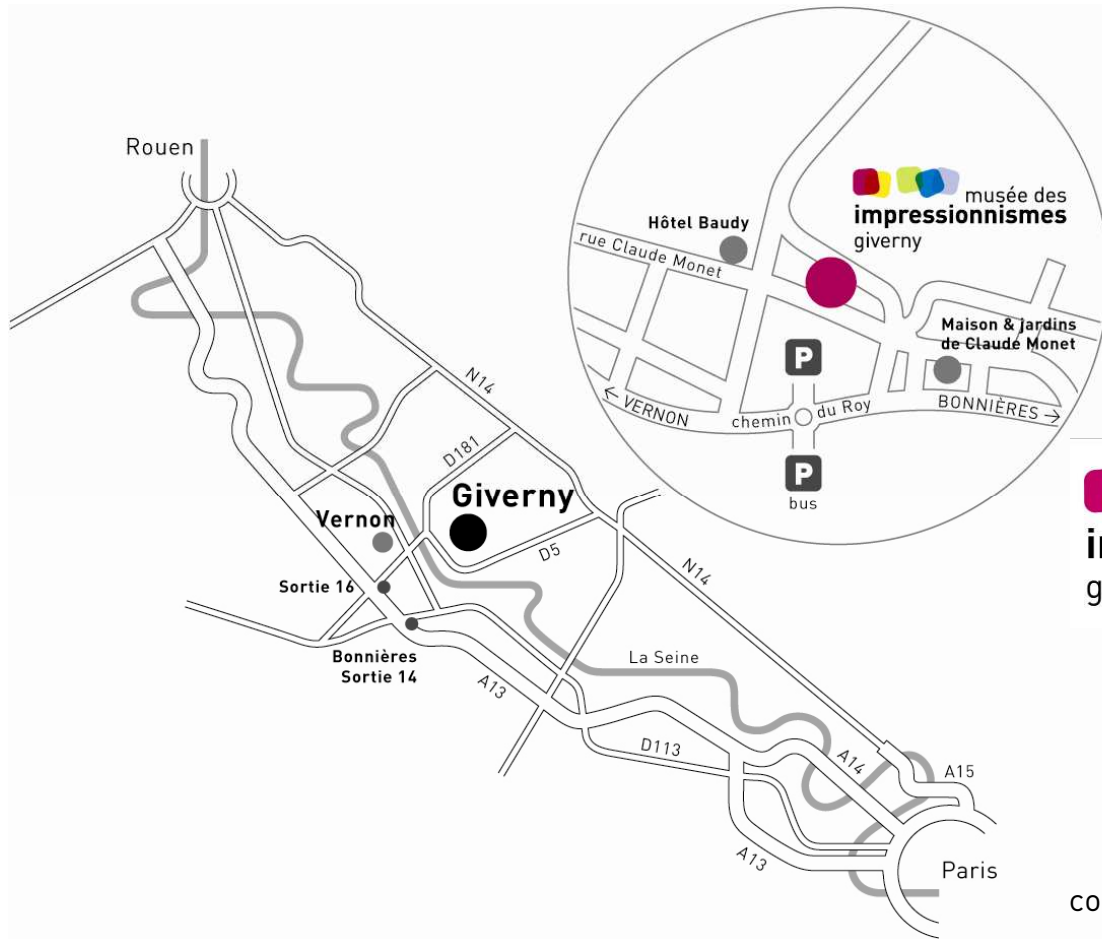 Rouen
musée des
impressionnismes
giverny
Hôtel Baudy
rue Claude Monet
Maison & jardins
de Claude Monet
P
← VERNON
chemin du Roy
BONNIÈRES →
P
bus
N14
D181
Giverny
Vernon
D5
Sortie 16
N14
Bonnières
Sortie 14
La Seine
A13
D113
A14
A15
A13
Paris